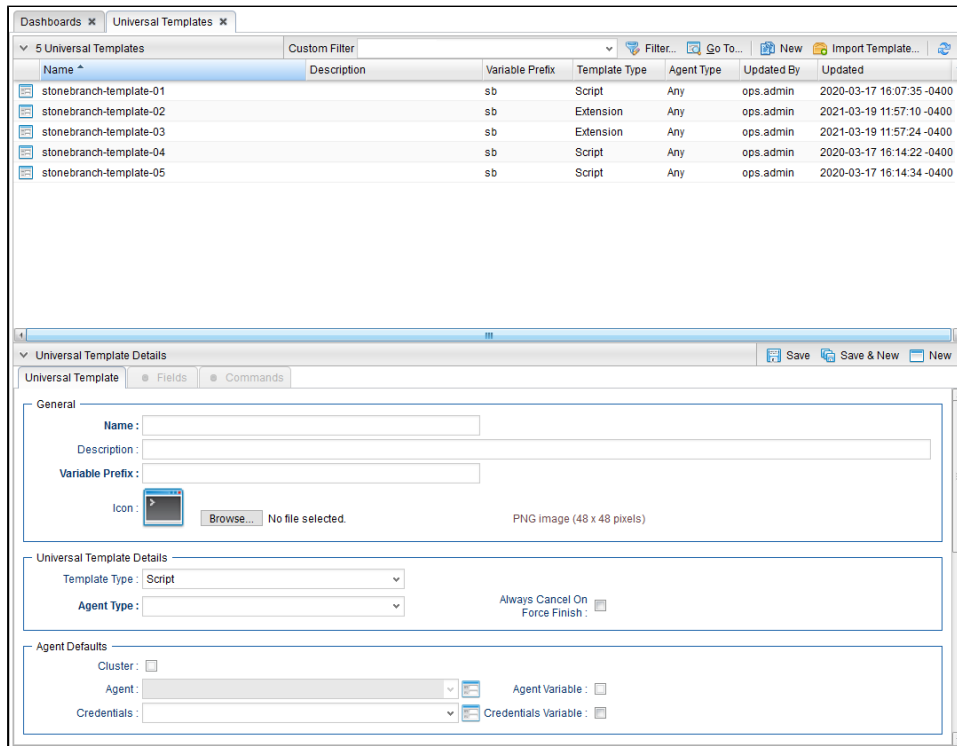 Dashboards Universal Templates
5 Universal Templates Custom Filter Filter... Go To... New Import Template...
Name Description Variable Prefix Template Type Agent Type Updated By Updated
stonebranch-template-01 sb Script Any ops.admin 2020-03-17 16:07:35 -0400
stonebranch-template-02 sb Extension Any ops.admin 2021-03-19 11:57:10 -0400
stonebranch-template-03 sb Extension Any ops.admin 2021-03-19 11:57:24 -0400
stonebranch-template-04 sb Script Any ops.admin 2020-03-17 16:14:22 -0400
stonebranch-template-05 sb Script Any ops.admin 2020-03-17 16:14:34 -0400
Universal Template Details Save Save & New New
Universal Template Fields Commands
General
Name :
Description :
Variable Prefix :
Icon : Browse... No file selected. PNG image (48 x 48 pixels)
Universal Template Details
Template Type : Script
Agent Type : Always Cancel On
Force Finish :
Agent Defaults
Cluster :
Agent : Agent Variable :
Credentials : Credentials Variable :